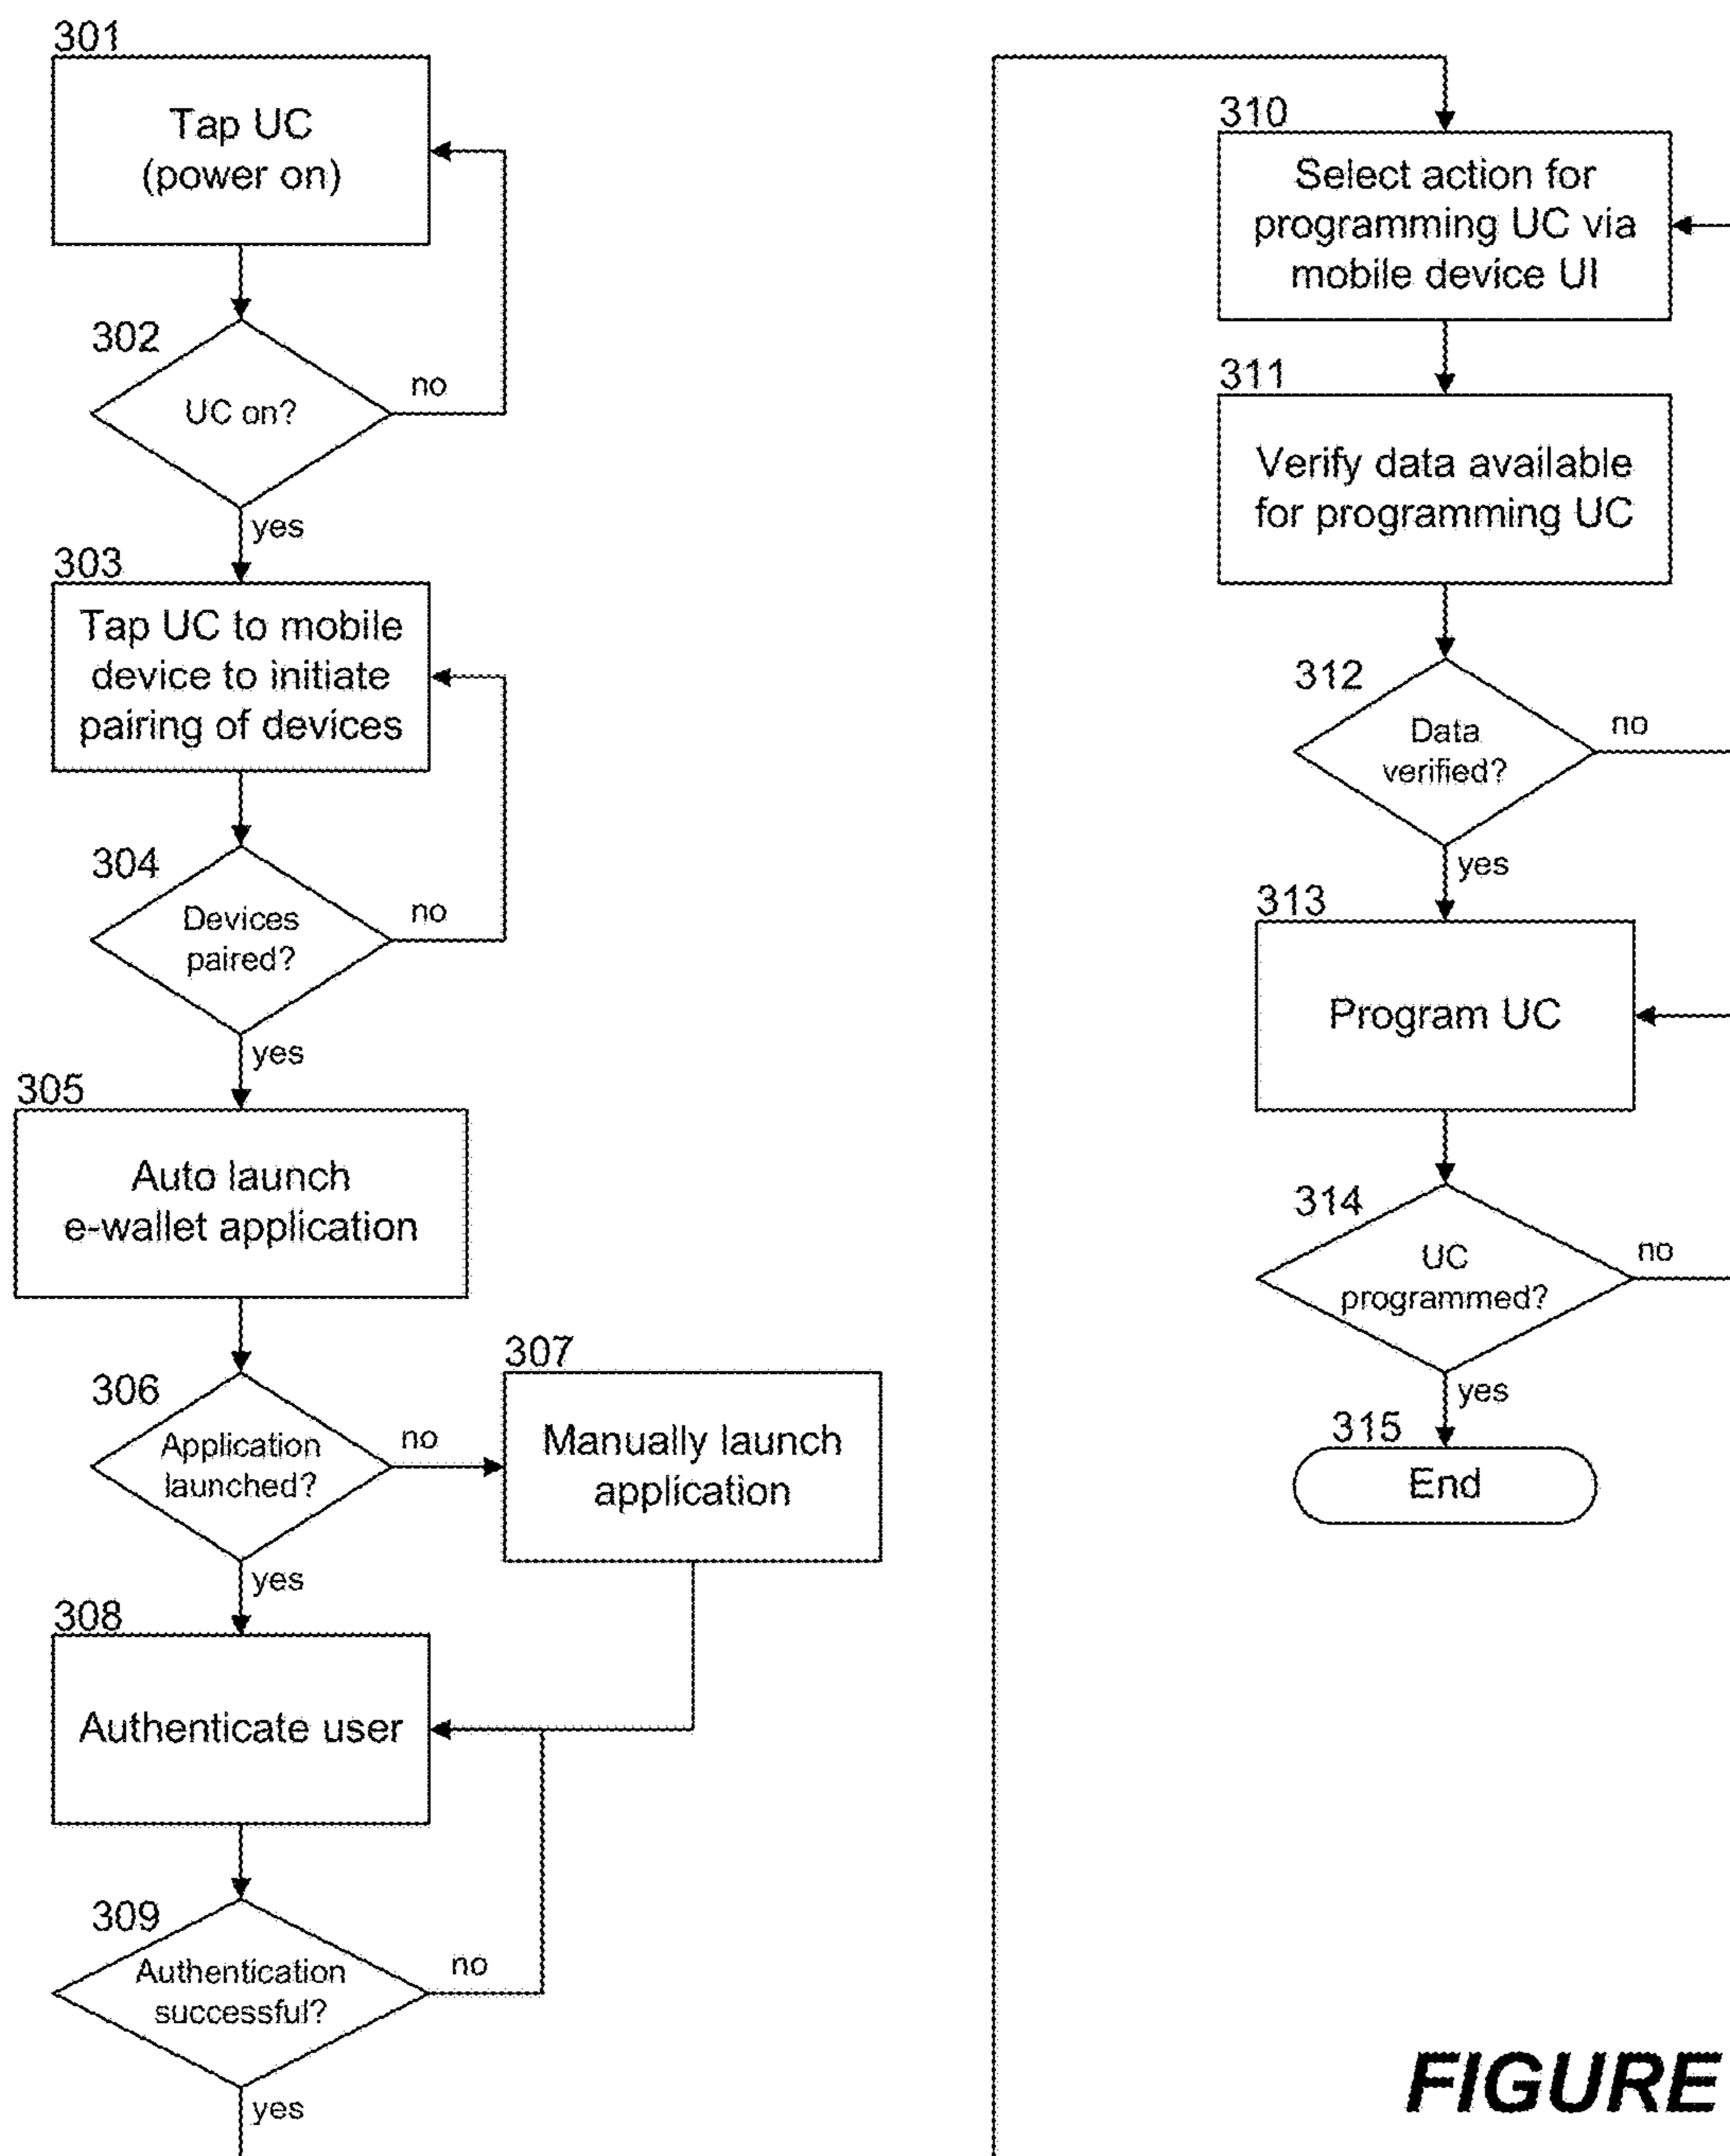 301
Tap UC
(power on)
302
UC on?
no
yes
303
Tap UC to mobile
device to initiate
pairing of devices
304
Devices
paired?
no
yes
305
Auto launch
e-wallet application
306
Application
launched?
no
307
Manually launch
application
yes
308
Authenticate user
309
Authentication
successful?
no
yes
310
Select action for
programming UC via
mobile device UI
311
Verify data available
for programming UC
312
Data
verified?
no
yes
313
Program UC
314
UC
programmed?
no
yes
315
End
FIGURE